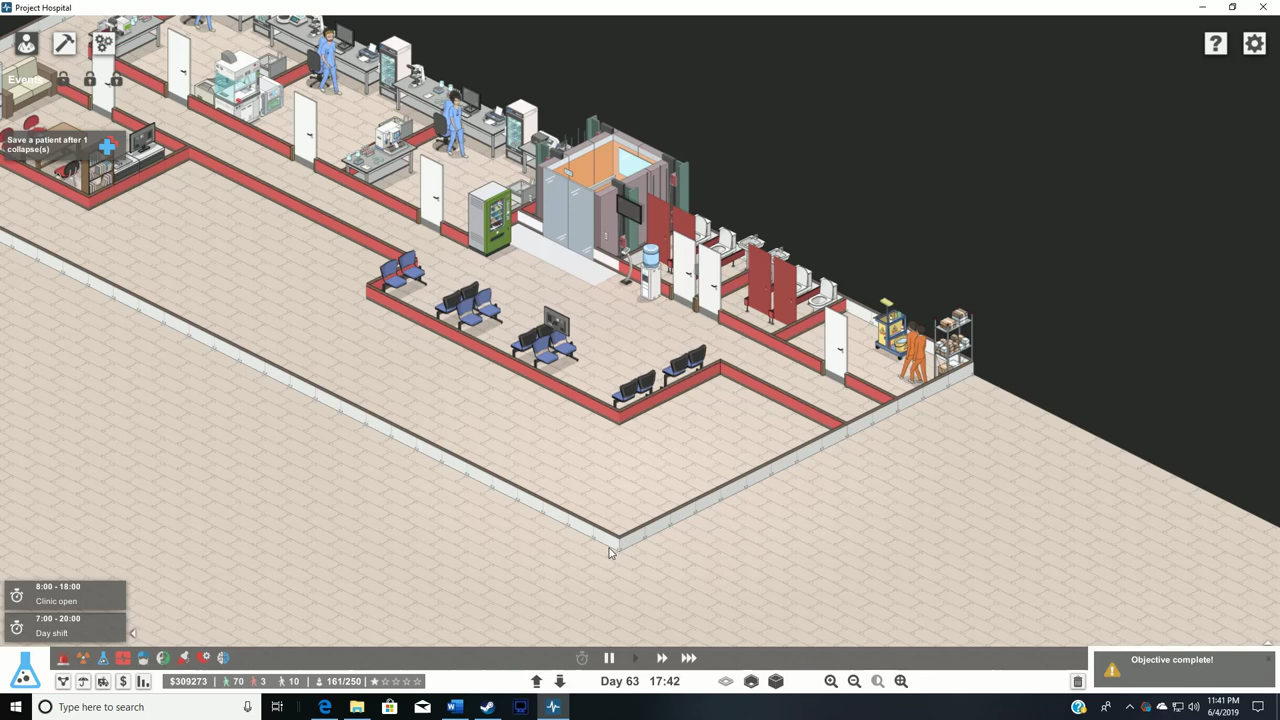 Project Hospital
Events
Save a patient after 1
collapse(s)
8:00 - 18:00
Clinic open
7:00 - 20:00
Day shift
Objective complete!
$309273
70
3
10
161/250
Day 63 17:42
Type here to search
11:41 PM
6/4/2019